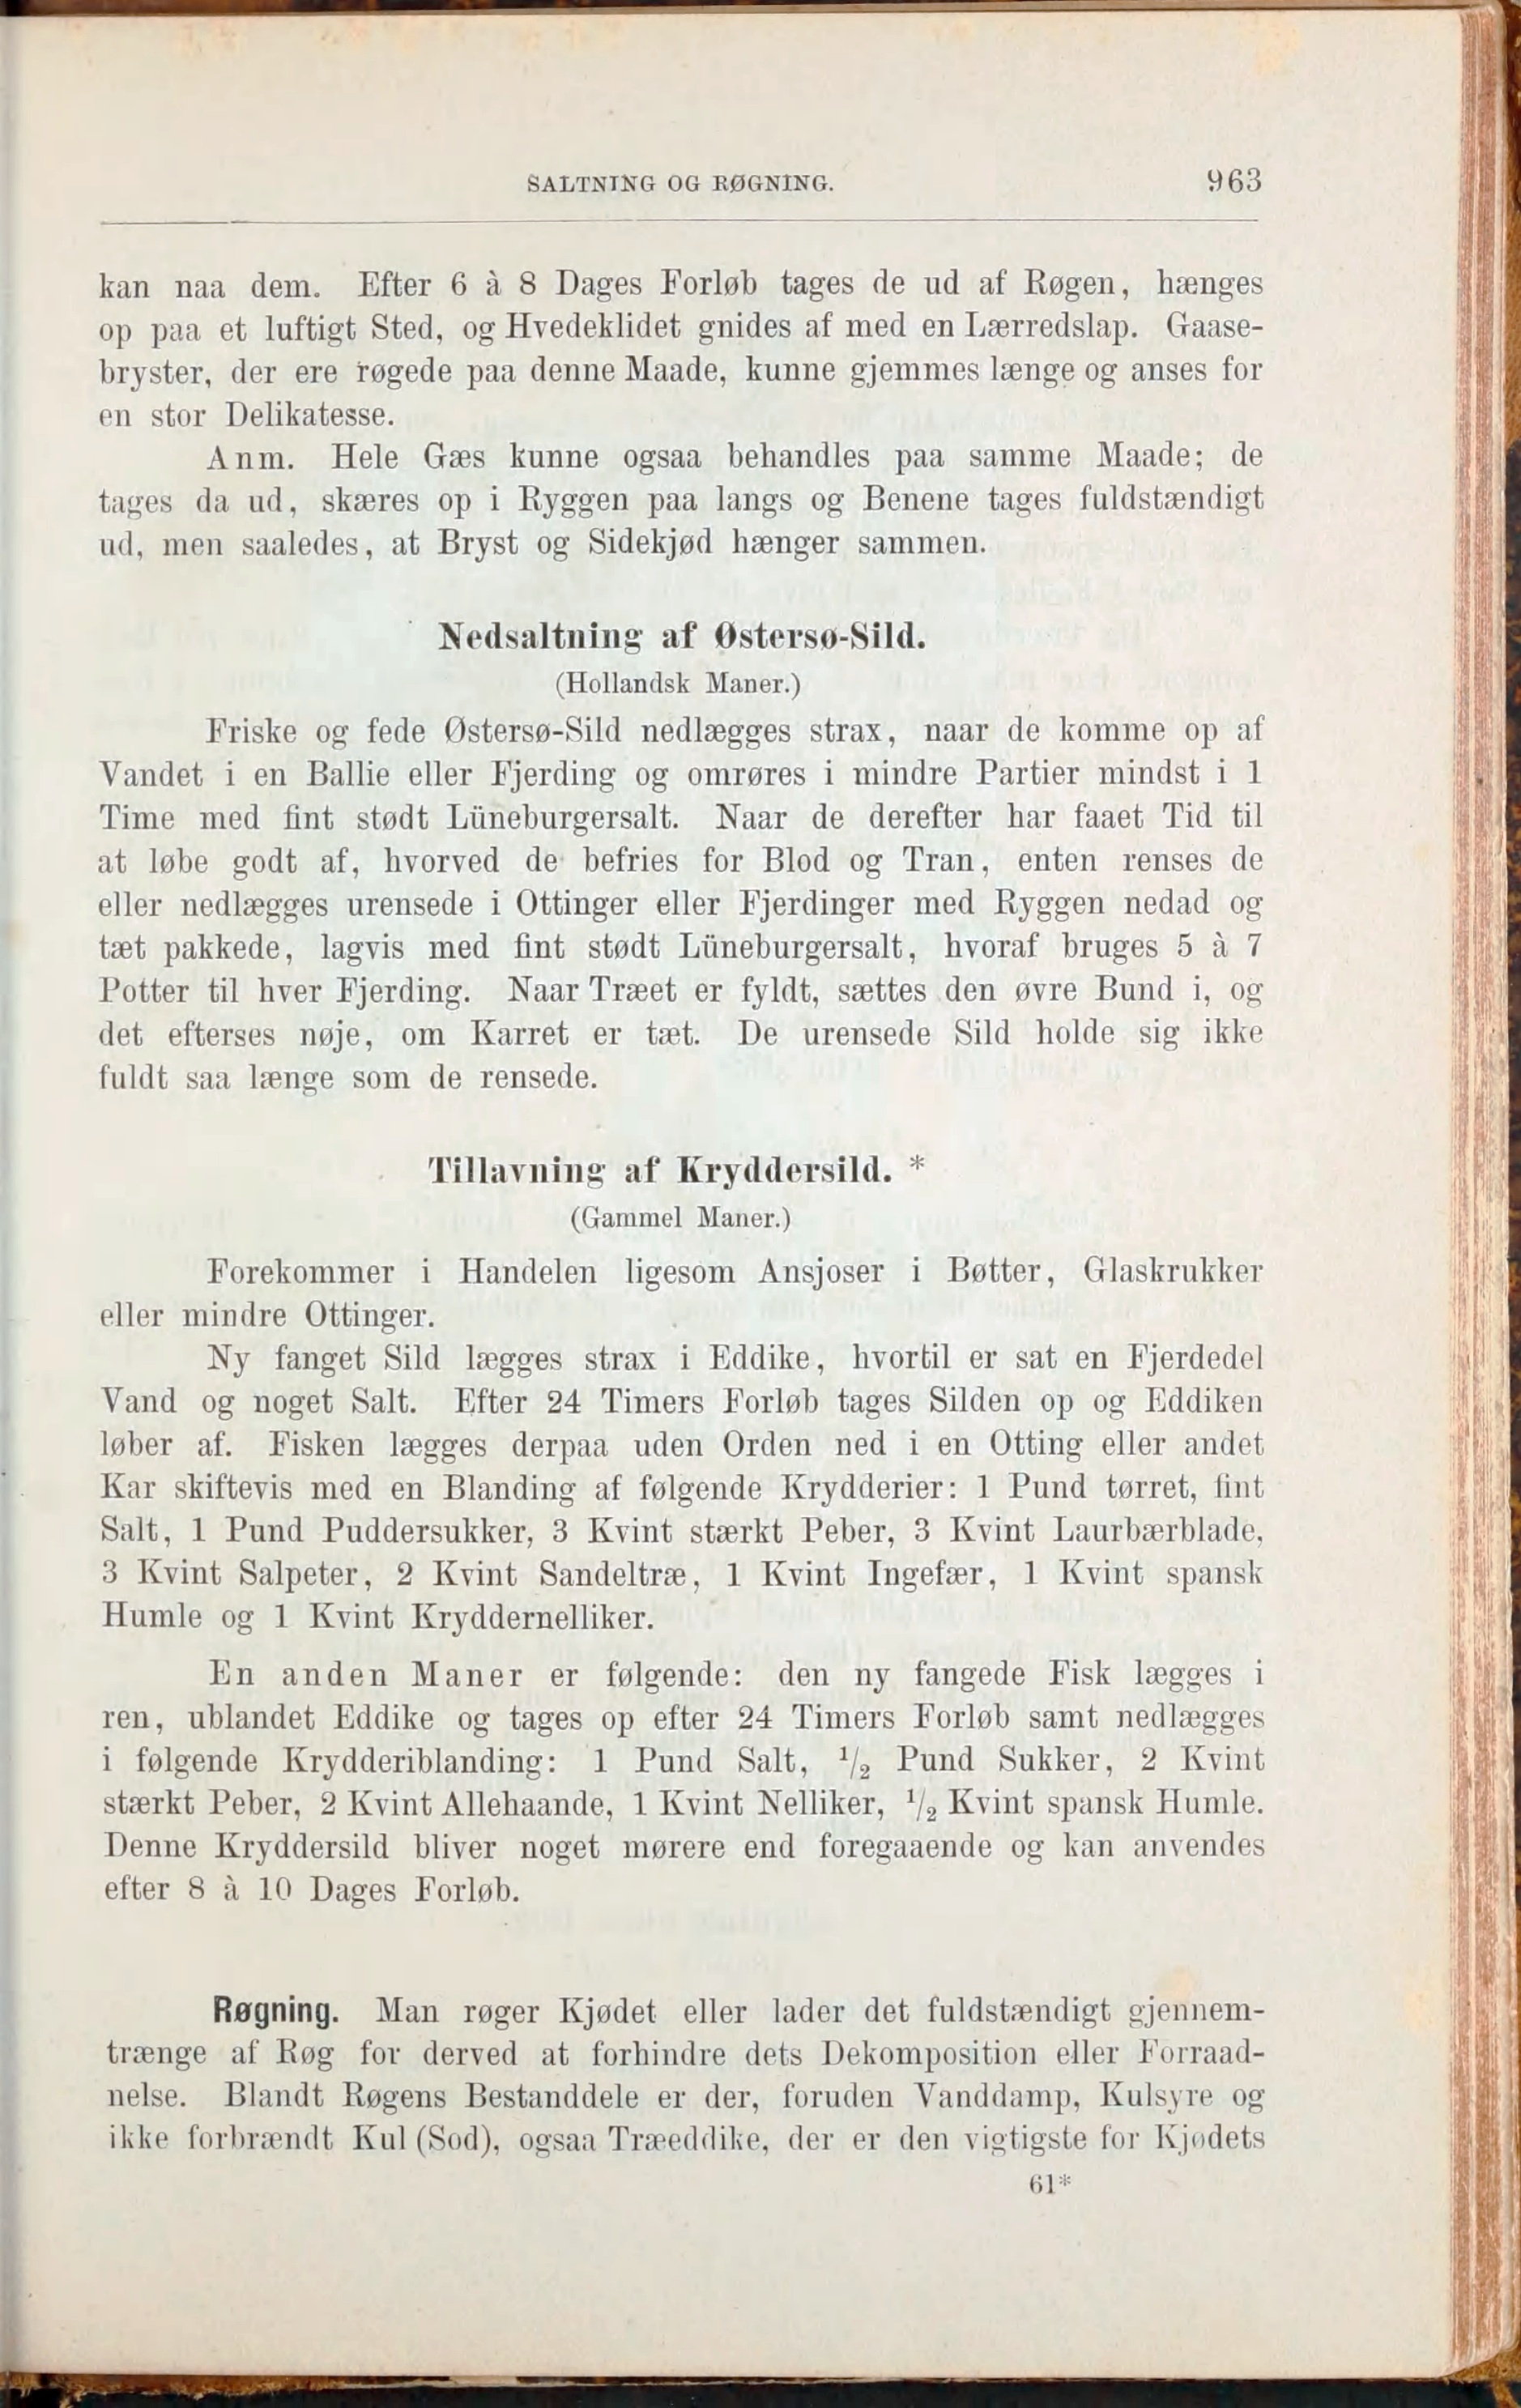 SALTNING OG RØGNING. 963
kan naa dem. Efter 6 à 8 Dages Forløb tages de ud af Røgen, hænges
op paa et luftigt Sted, og Hvedeklidet gnides af med en Lærredslap. Gaase-
bryster, der ere røgede paa denne Maade, kunne gjemmes længe og anses for
en stor Delikatesse.
Anm. Hele Gæs kunne ogsaa behandles paa samme Maade; de
tages da ud, skæres op i Ryggen paa langs og Benene tages fuldstændigt
ud, men saaledes, at Bryst og Sidekjød hænger sammen.
Nedsaltning af Østersø-Sild.
(Hollandsk Maner.)
Friske og fede Østersø-Sild nedlægges strax, naar de komme op af
Vandet i en Ballie eller Fjerding og omrøres i mindre Partier mindst i 1
Time med fint stødt Lüneburgersalt. Naar de derefter har faaet Tid til
at løbe godt af, hvorved de befries for Blod og Tran, enten renses de
eller nedlægges urensede i Ottinger eller Fjerdinger med Ryggen nedad og
tæt pakkede, lagvis med fint stødt Lüneburgersalt, hvoraf bruges 5 à 7
Potter til hver Fjerding. Naar Træet er fyldt, sættes den øvre Bund i, og
det efterses nøje, om Karret er tæt. De urensede Sild holde sig ikke
fuldt saa længe som de rensede.
Tillavning af Kryddersild. *
(Gammel Maner.)
Forekommer i Handelen ligesom Ansjoser i Bøtter, Glaskrukker
eller mindre Ottinger.
Ny fanget Sild lægges strax i Eddike, hvortil er sat en Fjerdedel
Vand og noget Salt. Efter 24 Timers Forløb tages Silden op og Eddiken
løber af. Fisken lægges derpaa uden Orden ned i en Otting eller andet
Kar skiftevis med en Blanding af følgende Krydderier: 1 Pund tørret, fint
Salt, 1 Pund Puddersukker, 3 Kvint stærkt Peber, 3 Kvint Laurbærblade,
3 Kvint Salpeter, 2 Kvint Sandeltræ, 1 Kvint Ingefær, 1 Kvint spansk
Humle og 1 Kvint Kryddernelliker.
En anden Maner er følgende: den ny fangede Fisk lægges i
ren, ublandet Eddike og tages op efter 24 Timers Forløb samt nedlægges
i følgende Krydderiblanding: 1 Pund Salt, 1/2 Pund Sukker, 2 Kvint
stærkt Peber, 2 Kvint Allehaande, 1 Kvint Nelliker, 1/2 Kvint spansk Humle.
Denne Kryddersild bliver noget mørere end foregaaende og kan anvendes
efter 8 à 10 Dages Forløb.
Røgning. Man røger Kjødet eller lader det fuldstændigt gjennem-
trænge af Røg for derved at forhindre dets Dekomposition eller Forraad-
nelse. Blandt Røgens Bestanddele er der, foruden Vanddamp, Kulsyre og
ikke forbrændt Kul (Sod), ogsaa Træeddike, der er den vigtigste for Kjødets
61*